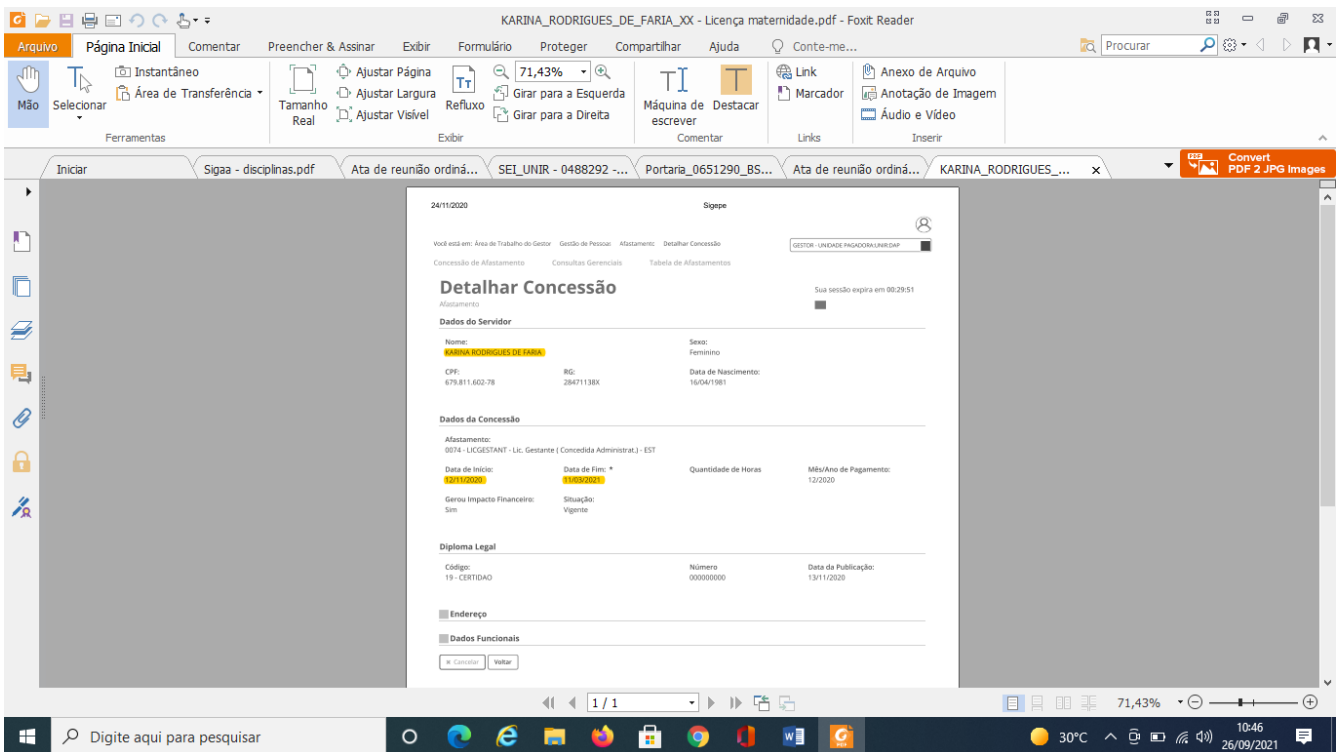 KARINA_RODRIGUES_DE_FARIA_XX - Licença maternidade.pdf - Foxit Reader
Arquivo Página Inicial Comentar Preencher & Assinar Exibir Formulário Proteger Compartilhar Ajuda Conte-me... Procurar
Mão
Selecionar
Instantâneo
Área de Transferência
Ferramentas
Tamanho Real
Ajustar Página
Ajustar Largura
Ajustar Visível
Refluxo
71,43%
Girar para a Esquerda
Girar para a Direita
Exibir
Máquina de escrever
Destacar
Comentar
Link
Marcador
Links
Anexo de Arquivo
Anotação de Imagem
Áudio e Vídeo
Inserir
Iniciar Sigaa - disciplinas.pdf Ata de reunião ordiná... SEI_UNIR - 0488292 -... Portaria_0651290_BS... Ata de reunião ordiná... KARINA_RODRIGUES_... x
Convert
PDF 2 JPG Images
24/11/2020 Sigepe
Você está em: Área de Trabalho do Gestor Gestão de Pessoas Afastamento Detalhar Concessão
GESTOR - UNIDADE PAGADORA.UNIR:DAP
Concessão de Afastamento Consultas Gerenciais Tabela de Afastamentos
Detalhar Concessão
Sua sessão expira em 00:29:51
Afastamento
Dados do Servidor
Nome: Sexo:
KARINA RODRIGUES DE FARIA Feminino
CPF: RG: Data de Nascimento:
679.811.602-78 28471138X 16/04/1981
Dados da Concessão
Afastamento:
0074 - LICGESTANT - Lic. Gestante ( Concedida Administrat.) - EST
Data de Início: Data de Fim: * Quantidade de Horas Mês/Ano de Pagamento:
12/11/2020 11/03/2021 12/2020
Gerou Impacto Financeiro: Situação:
Sim Vigente
Diploma Legal
Código: Número Data da Publicação:
19 - CERTIDAO 000000000 13/11/2020
Endereço
Dados Funcionais
Cancelar Voltar
1 / 1 71,43%
Digite aqui para pesquisar
30°C
10:46
26/09/2021